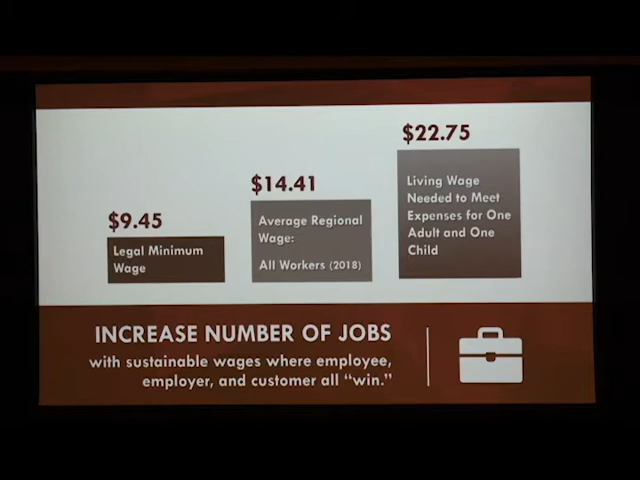 $9.45
Legal Minimum
Wage
$14.41
Average Regional
Wage:
All Workers (2018)
$22.75
Living Wage
Needed to Meet
Expenses for One
Adult and One
Child
INCREASE NUMBER OF JOBS
with sustainable wages where employee,
employer, and customer all “win.”